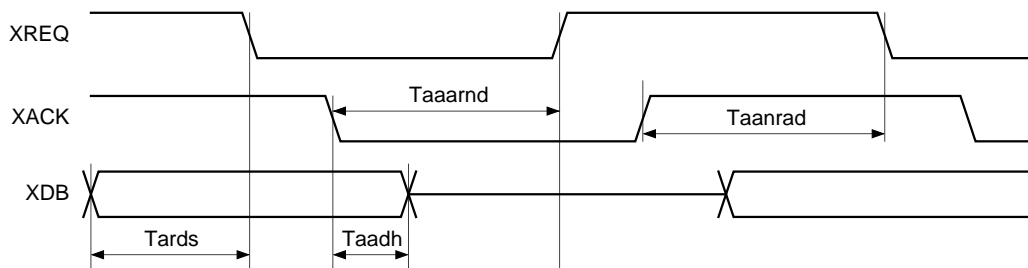 XREQ
Taaarnd
XACK
Taanrad
XDB
Tards
Taadh